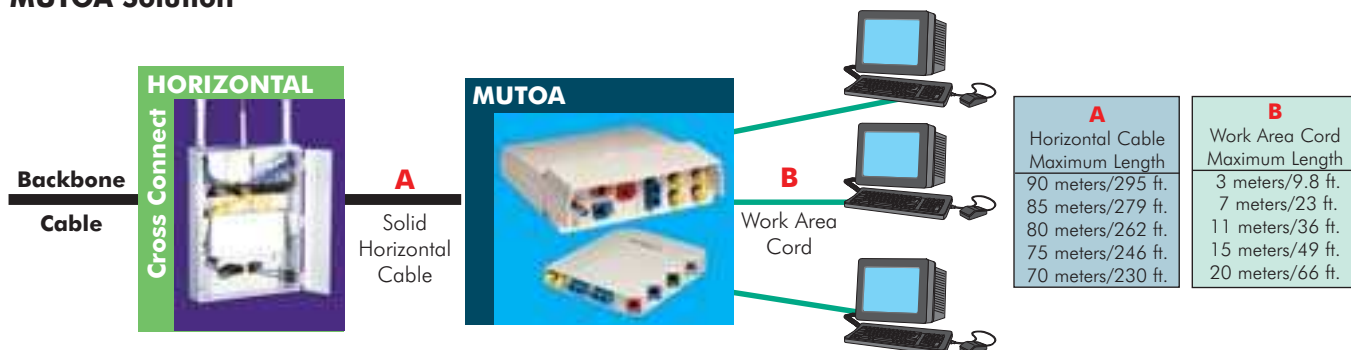 MUTOA Solution
HORIZONTAL
Cross Connect
Backbone
Cable
A
Solid
Horizontal
Cable
MUTOA
B
Work Area
Cord
A
Horizontal Cable
Maximum Length
90 meters/295 ft.
85 meters/279 ft.
80 meters/262 ft.
75 meters/246 ft.
70 meters/230 ft.
B
Work Area Cord
Maximum Length
3 meters/9.8 ft.
7 meters/23 ft.
11 meters/36 ft.
15 meters/49 ft.
20 meters/66 ft.